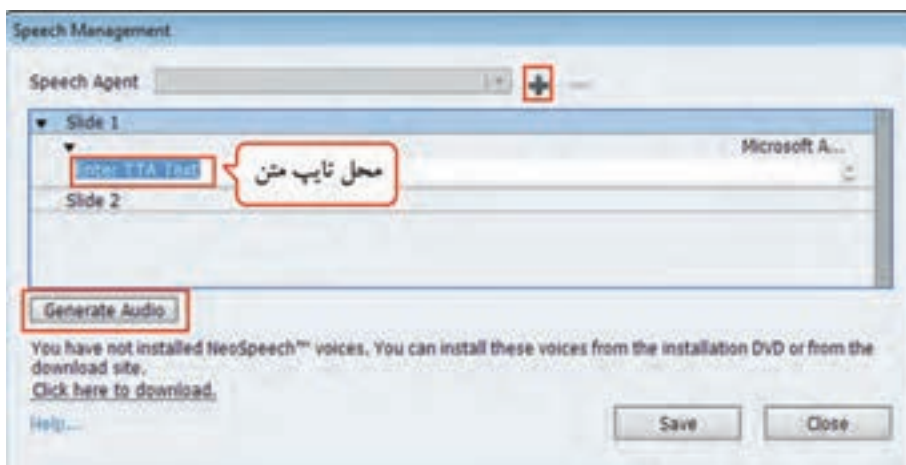 Speech Management
Speech Agent
Slide 1
Microsoft A...
Enter TTA Text
محل تایپ متن
Slide 2
Generate Audio
You have not installed NeoSpeech™ voices. You can install these voices from the installation DVD or from the
download site.
Click here to download.
Help...
Save
Close